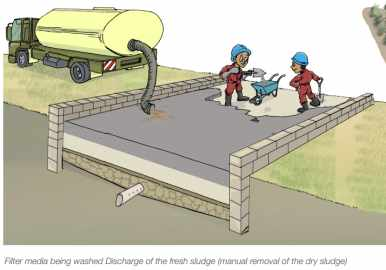 Filter media being washed Discharge of the fresh sludge (manual removal of the dry sludge)